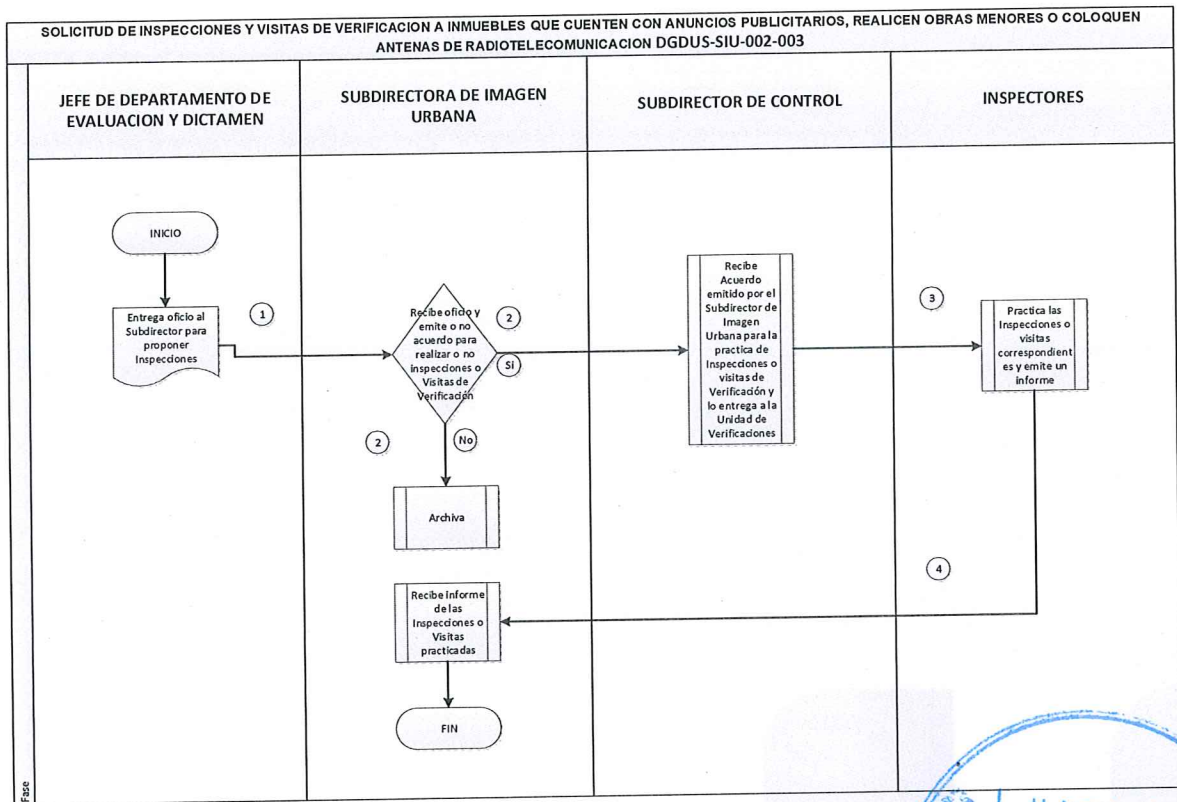 SOLICITUD DE INSPECCIONES Y VISITAS DE VERIFICACION A INMUEBLES QUE CUENTEN CON ANUNCIOS PUBLICITARIOS, REALICEN OBRAS MENORES O COLOQUEN
ANTENAS DE RADIOTELECOMUNICACION DGDUS-SIU-002-003
JEFE DE DEPARTAMENTO DE
EVALUACION Y DICTAMEN
SUBDIRECTORA DE IMAGEN
URBANA
SUBDIRECTOR DE CONTROL
INSPECTORES
INICIO
Entrega oficio al
Subdirector para
proponer
Inspecciones
1
Recibe oficio y
emite o no
acuerdo para
realizar o no
inspecciones o
Visitas de
Verificación
2
Si
2
No
Archiva
Recibe
Acuerdo
emitido por el
Subdirector de
Imagen
Urbana para la
practica de
Inspecciones o
visitas de
Verificación y
lo entrega a la
Unidad de
Verificaciones
3
Practica las
Inspecciones o
visitas
correspondient
es y emite un
informe
4
Recibe informe
de las
Inspecciones o
Visitas
practicadas
FIN
Fase